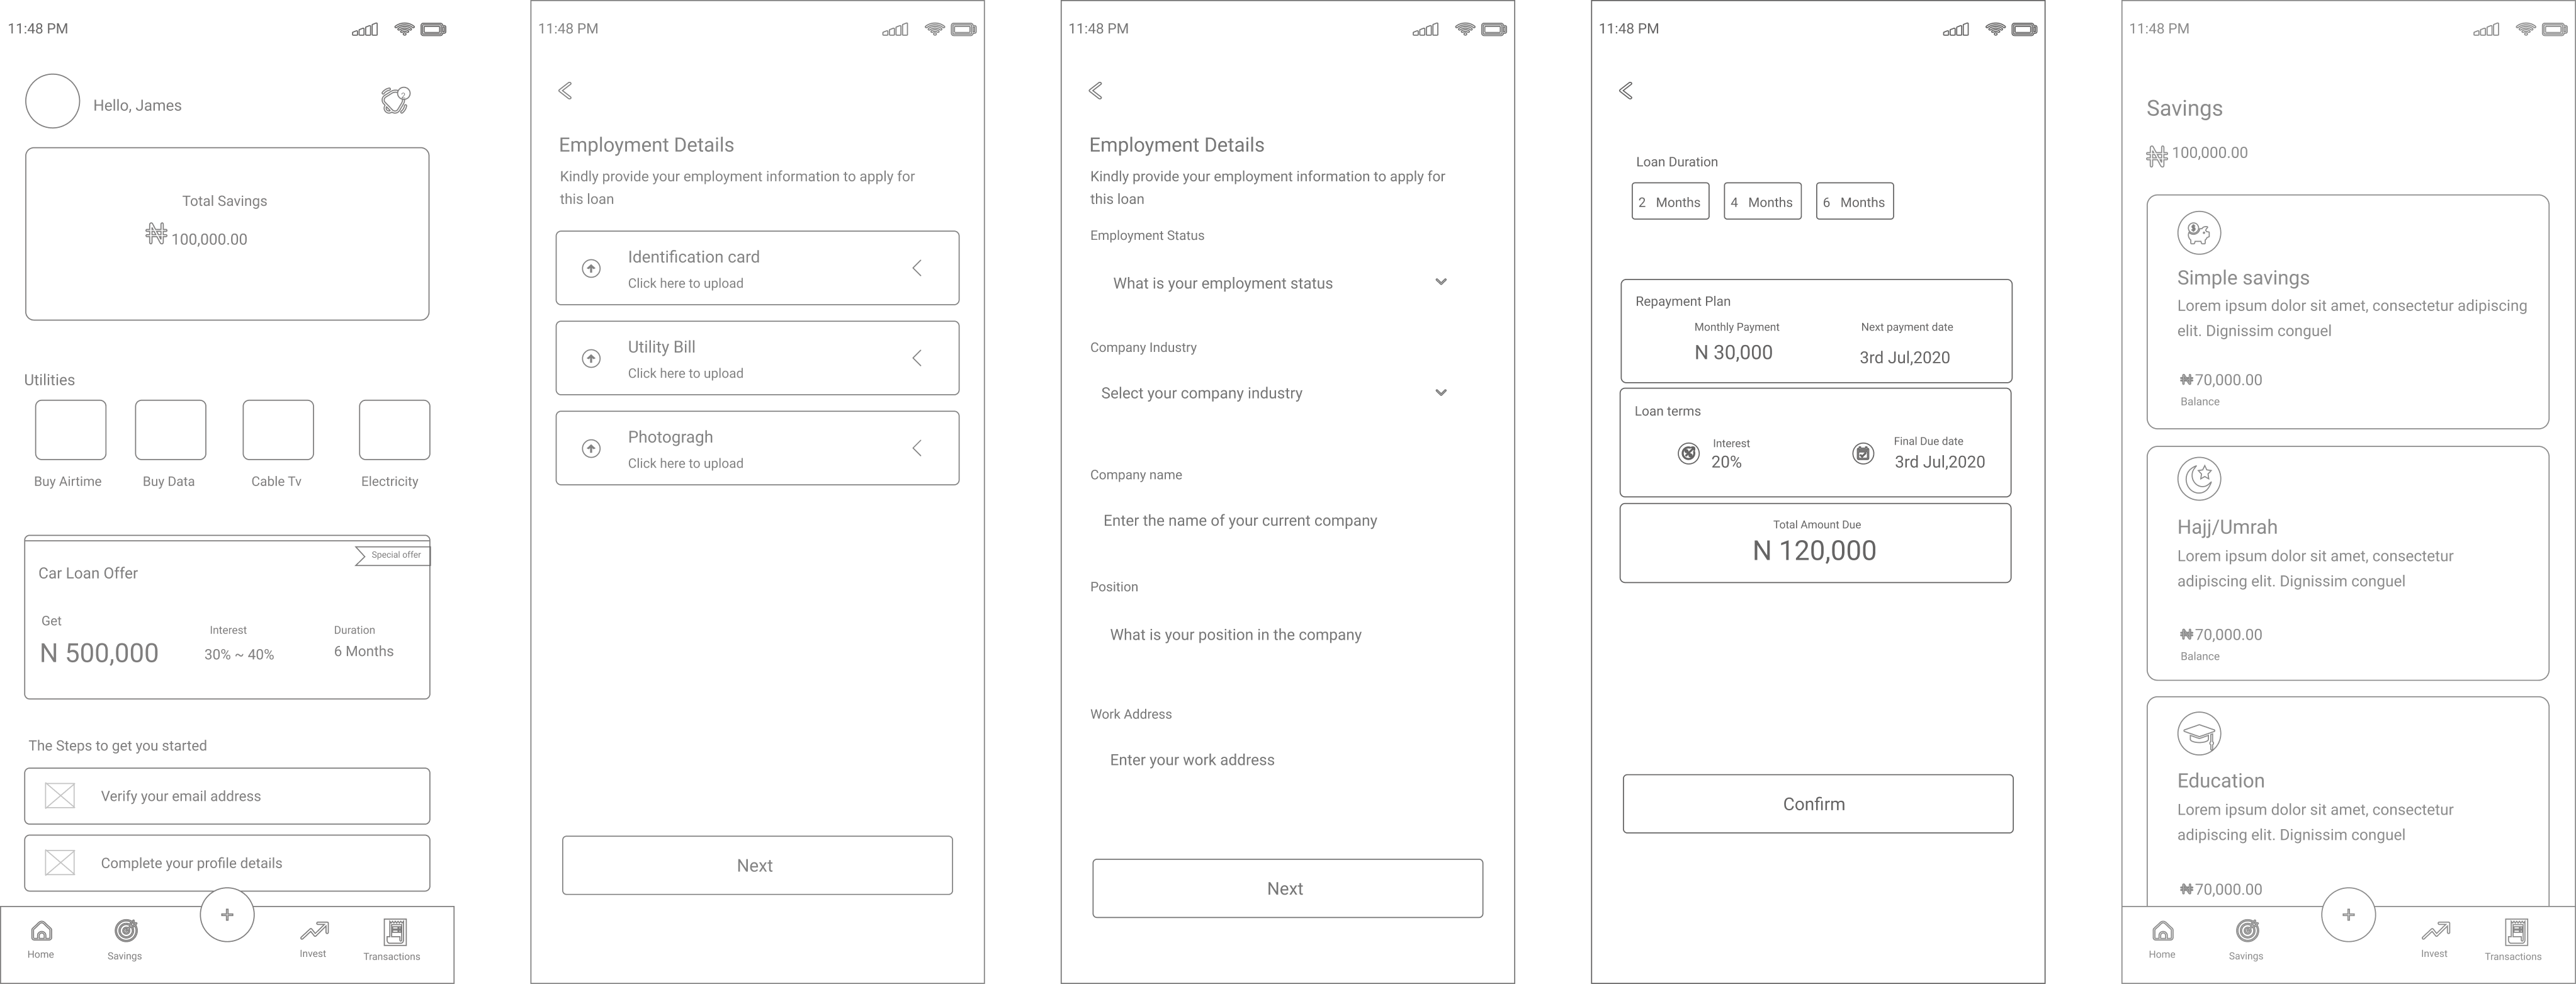 11:48 PM
Hello, James
2
Total Savings
₦ 100,000.00
Utilities
Buy Airtime
Buy Data
Cable Tv
Electricity
Special offer
Car Loan Offer
Get
Interest
Duration
N 500,000
30% ~ 40%
6 Months
The Steps to get you started
Verify your email address
Complete your profile details
+
Home
Savings
Invest
Transactions
11:48 PM
Employment Details
Kindly provide your employment information to apply for
this loan
Identification card
Click here to upload
Utility Bill
Click here to upload
Photogragh
Click here to upload
Next
11:48 PM
Employment Details
Kindly provide your employment information to apply for
this loan
Employment Status
What is your employment status
Company Industry
Select your company industry
Company name
Enter the name of your current company
Position
What is your position in the company
Work Address
Enter your work address
Next
11:48 PM
Loan Duration
2 Months
4 Months
6 Months
Repayment Plan
Monthly Payment
Next payment date
N 30,000
3rd Jul,2020
Loan terms
Interest
Final Due date
20%
3rd Jul,2020
Total Amount Due
N 120,000
Confirm
11:48 PM
Savings
₦ 100,000.00
$
Simple savings
Lorem ipsum dolor sit amet, consectetur adipiscing
elit. Dignissim conguel
₦70,000.00
Balance
Hajj/Umrah
Lorem ipsum dolor sit amet, consectetur
adipiscing elit. Dignissim conguel
₦70,000.00
Balance
Education
Lorem ipsum dolor sit amet, consectetur
adipiscing elit. Dignissim conguel
₦70,000.00
+
Home
Savings
Invest
Transactions